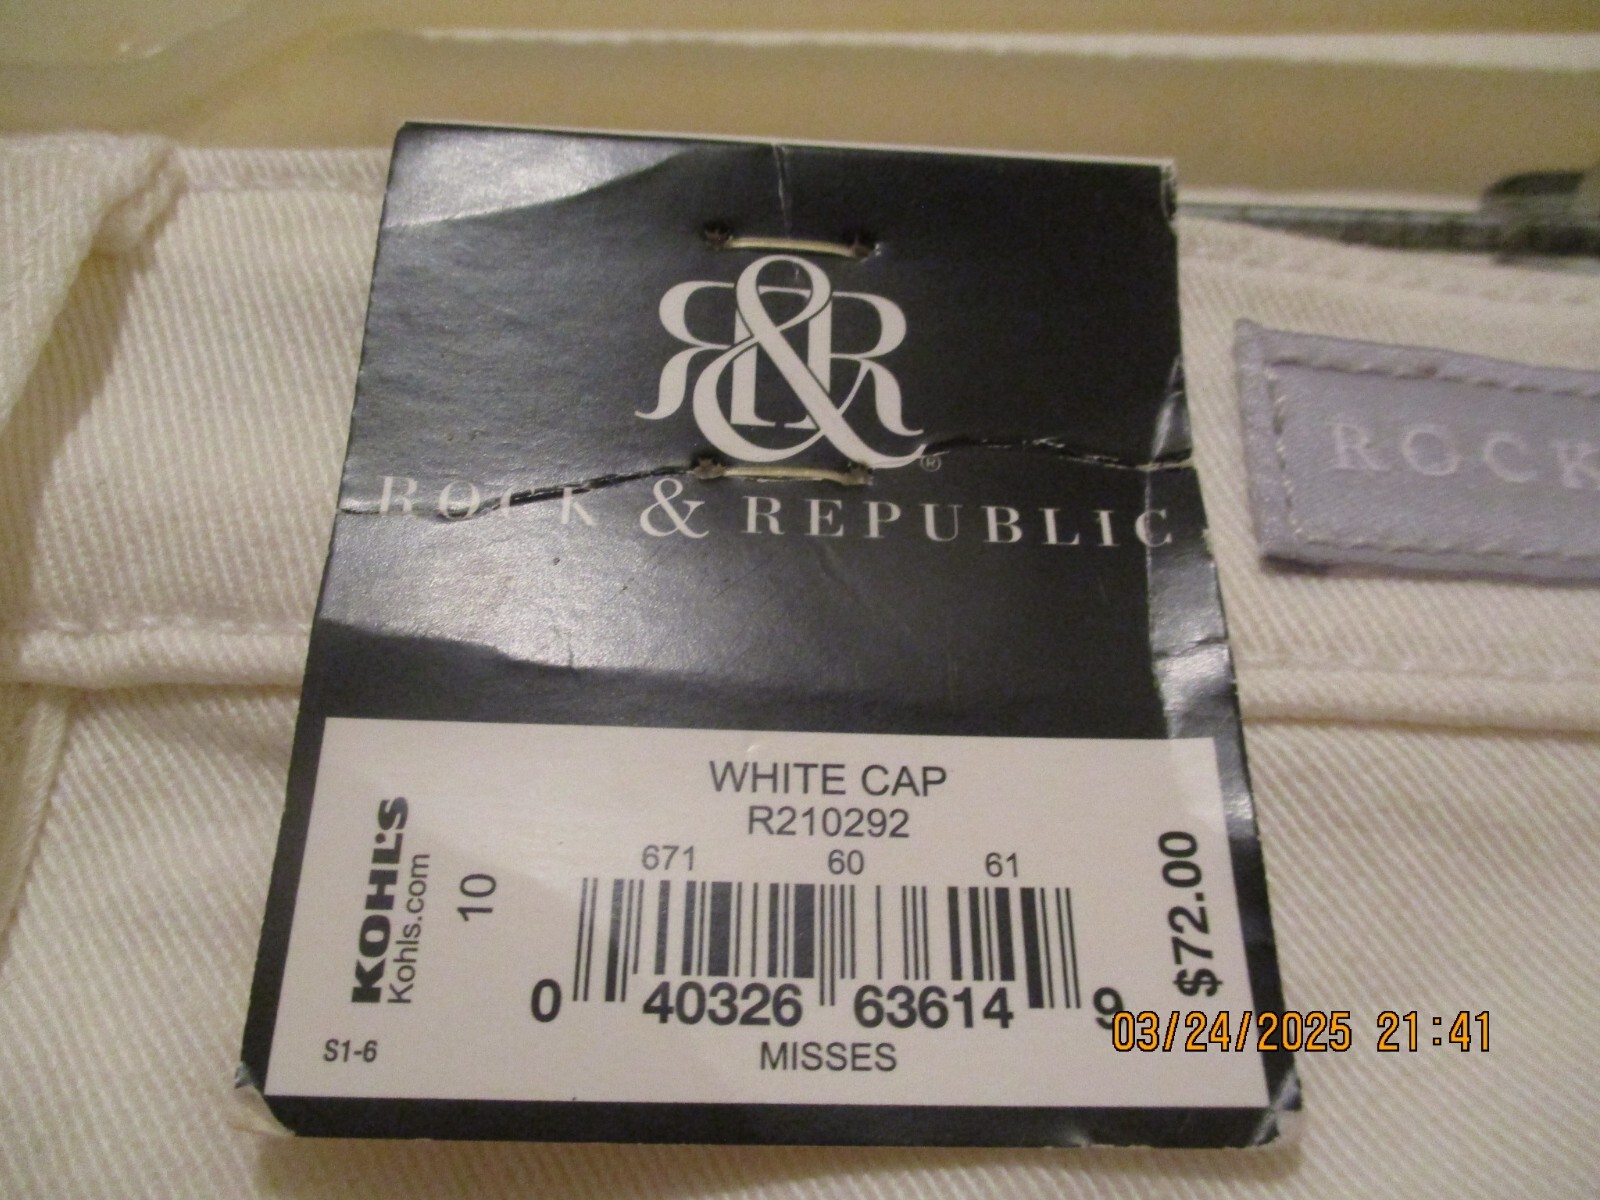 R&R®
ROCK & REPUBLIC
ROCK
WHITE CAP
R210292
671 60 61
KOHL'S
Kohls.com
10
$72.00
0 40326 63614 9
S1-6
MISSES
03/24/2025 21:41